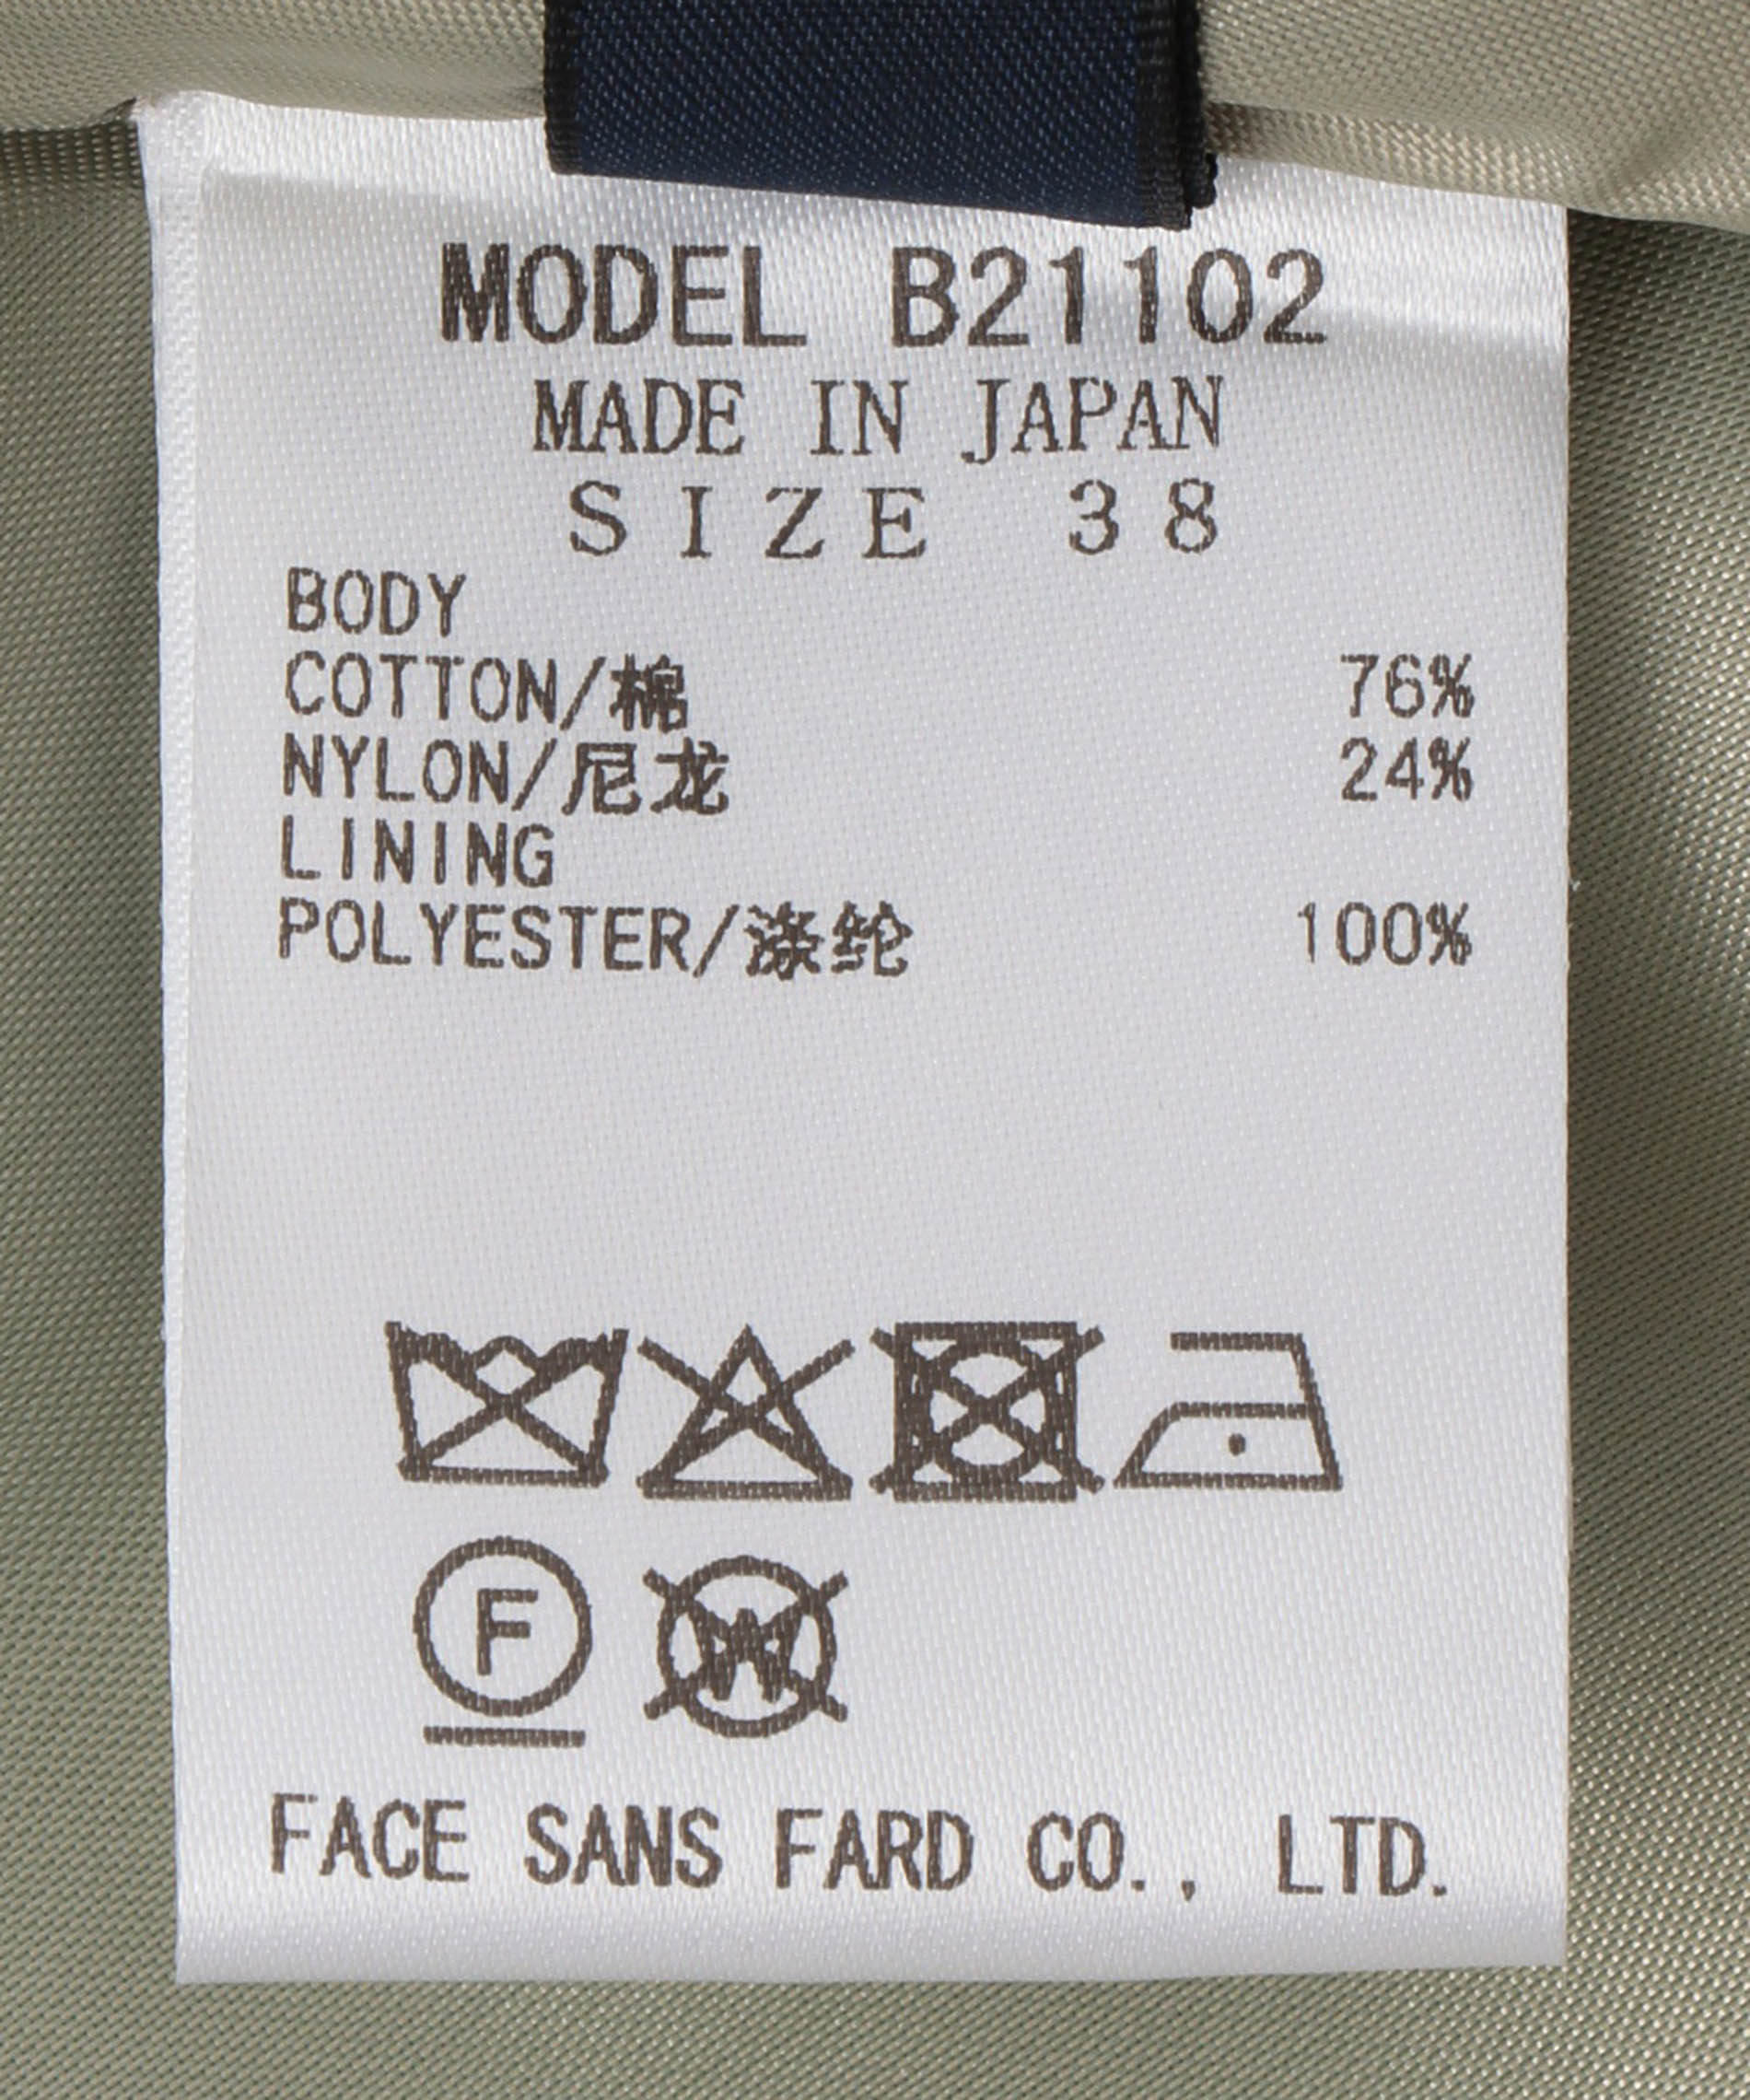 MODEL B21102
MADE IN JAPAN
SIZE 38
BODY
COTTON/棉 76%
NYLON/尼龙 24%
LINING
POLYESTER/涤纶 100%
F W
FACE SANS FARD CO., LTD.